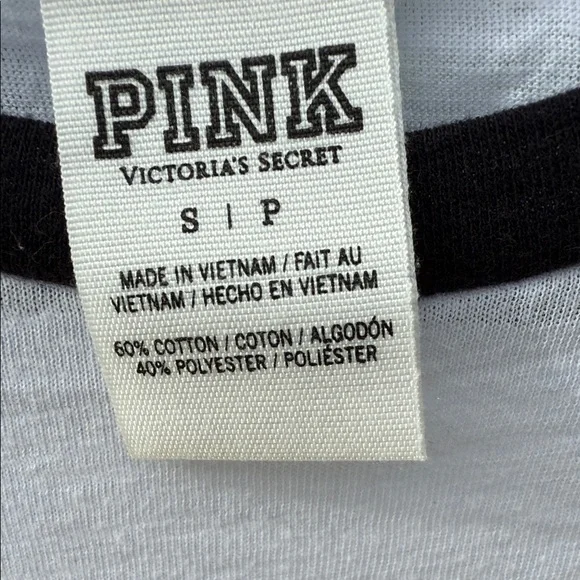 PINK
VICTORIA'S SECRET
S | P
MADE IN VIETNAM / FAIT AU
VIETNAM / HECHO EN VIETNAM
60% COTTON / COTON / ALGODÓN
40% POLYESTER / POLIÉSTER